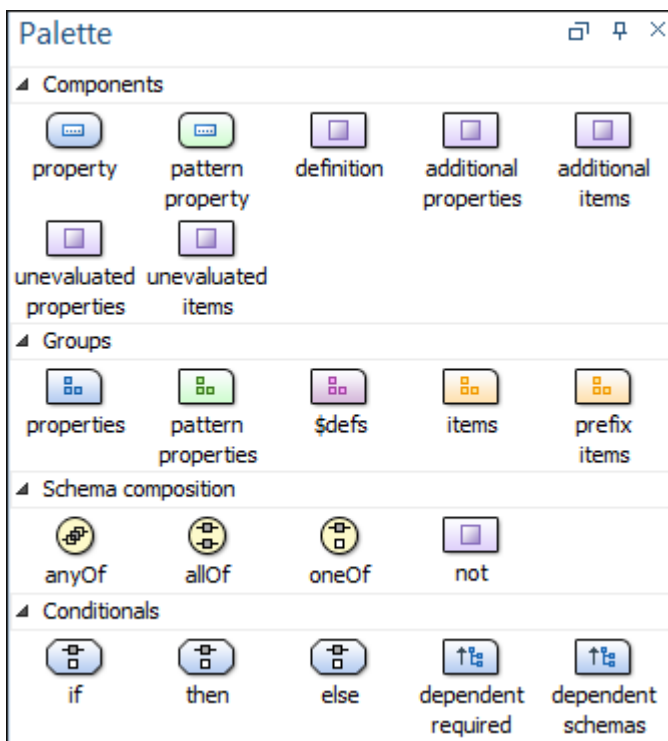 Palette
Components
property pattern property definition additional properties additional items
unevaluated properties unevaluated items
Groups
properties pattern properties $defs items prefix items
Schema composition
anyOf allOf oneOf not
Conditionals
if then else dependent required dependent schemas